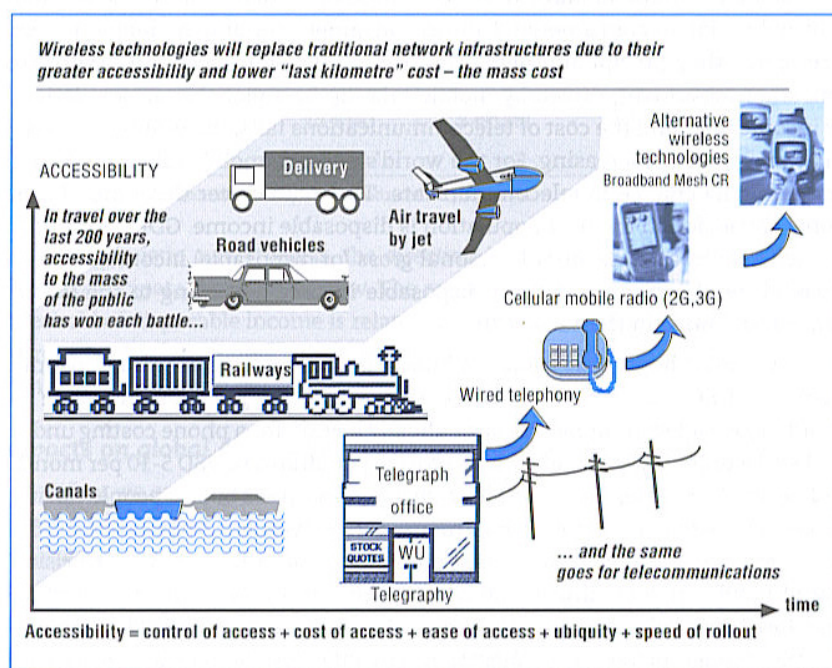 Wireless technologies will replace traditional network infrastructures due to their
greater accessibility and lower "last kilometre" cost – the mass cost
ACCESSIBILITY
In travel over the
last 200 years,
accessibility
to the mass
of the public
has won each battle...
Delivery
Road vehicles
Air travel
by jet
Alternative
wireless
technologies
Broadband Mesh CR
Cellular mobile radio (2G,3G)
Railways
Wired telephony
Canals
Telegraph
office
STOCK
QUOTES
WU
Telegraphy
... and the same
goes for telecommunications
time
Accessibility = control of access + cost of access + ease of access + ubiquity + speed of rollout